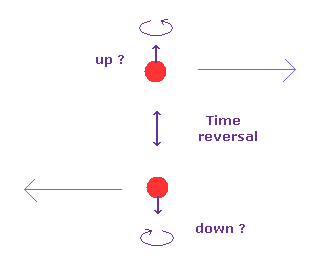 up ?
Time
reversal
down ?